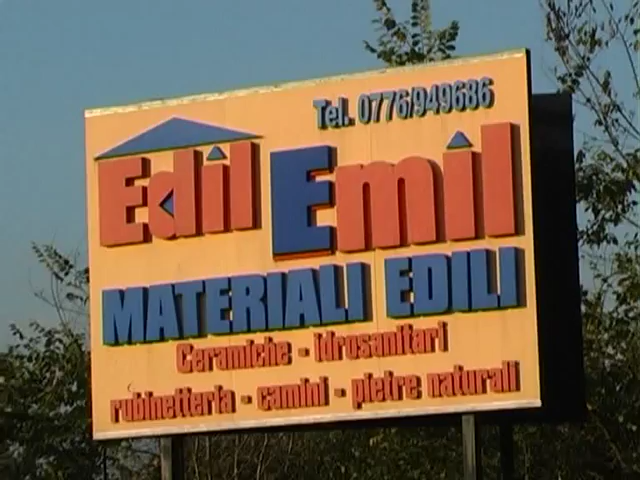 Tel. 0776/949686
Edil Emil
MATERIALI EDILI
Ceramiche - idrosanitari
rubinetteria - camini - pietre naturali